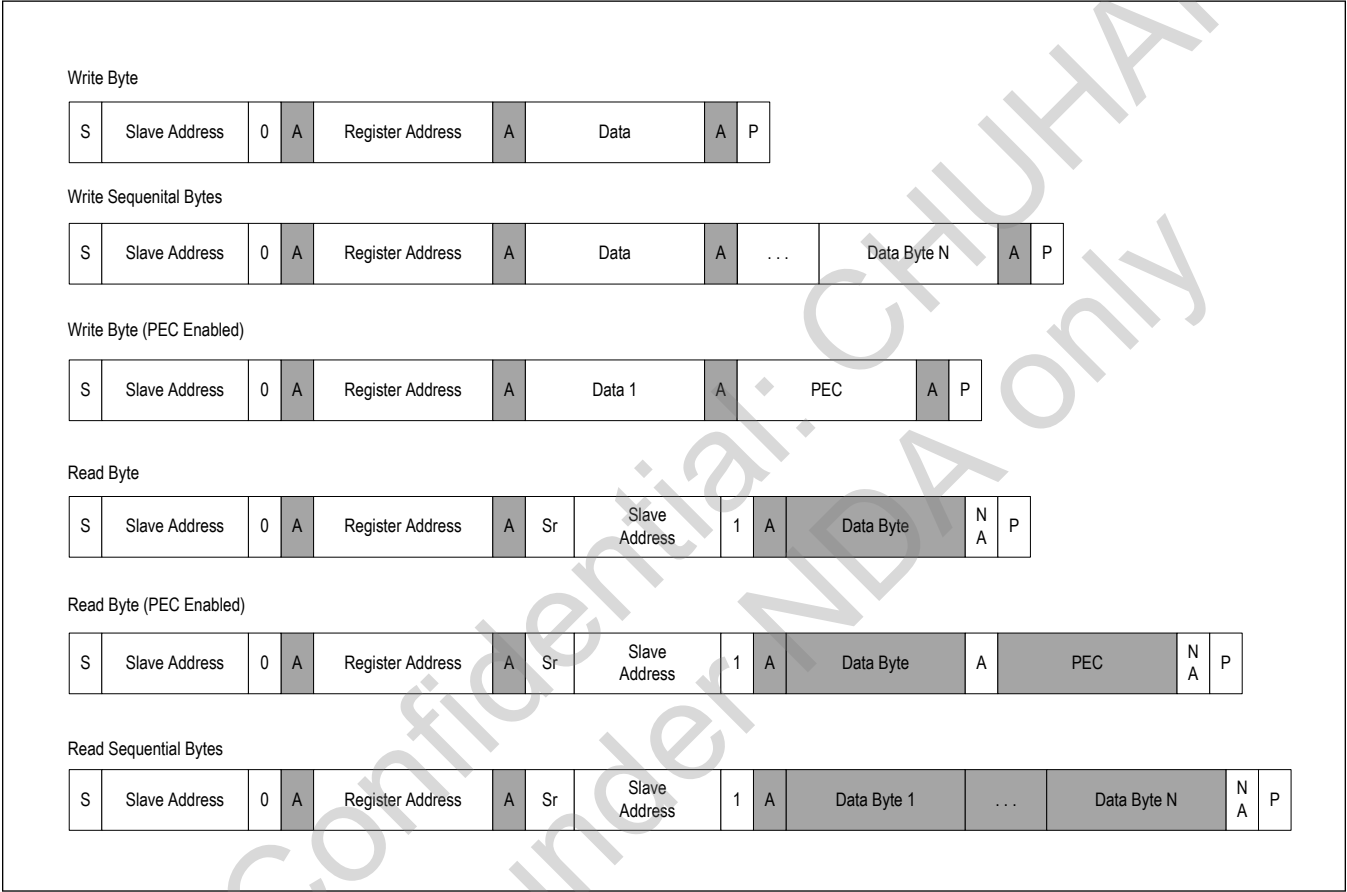 Write Byte
S Slave Address 0 A Register Address A Data A P
Write Sequenital Bytes
S Slave Address 0 A Register Address A Data A . . . Data Byte N A P
Write Byte (PEC Enabled)
S Slave Address 0 A Register Address A Data 1 A PEC A P
Read Byte
S Slave Address 0 A Register Address A Sr Slave Address 1 A Data Byte NA P
Read Byte (PEC Enabled)
S Slave Address 0 A Register Address A Sr Slave Address 1 A Data Byte A PEC NA P
Read Sequential Bytes
S Slave Address 0 A Register Address A Sr Slave Address 1 A Data Byte 1 . . . Data Byte N NA P
Confidential: CHUHAI
under NDA only